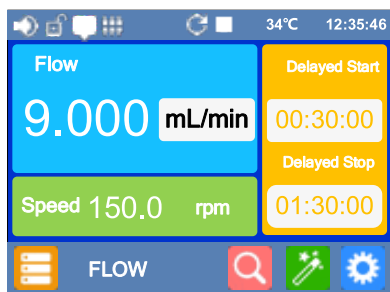 34℃ 12:35:46
Flow
9.000 mL/min
Speed 150.0 rpm
Delayed Start
00:30:00
Delayed Stop
01:30:00
FLOW